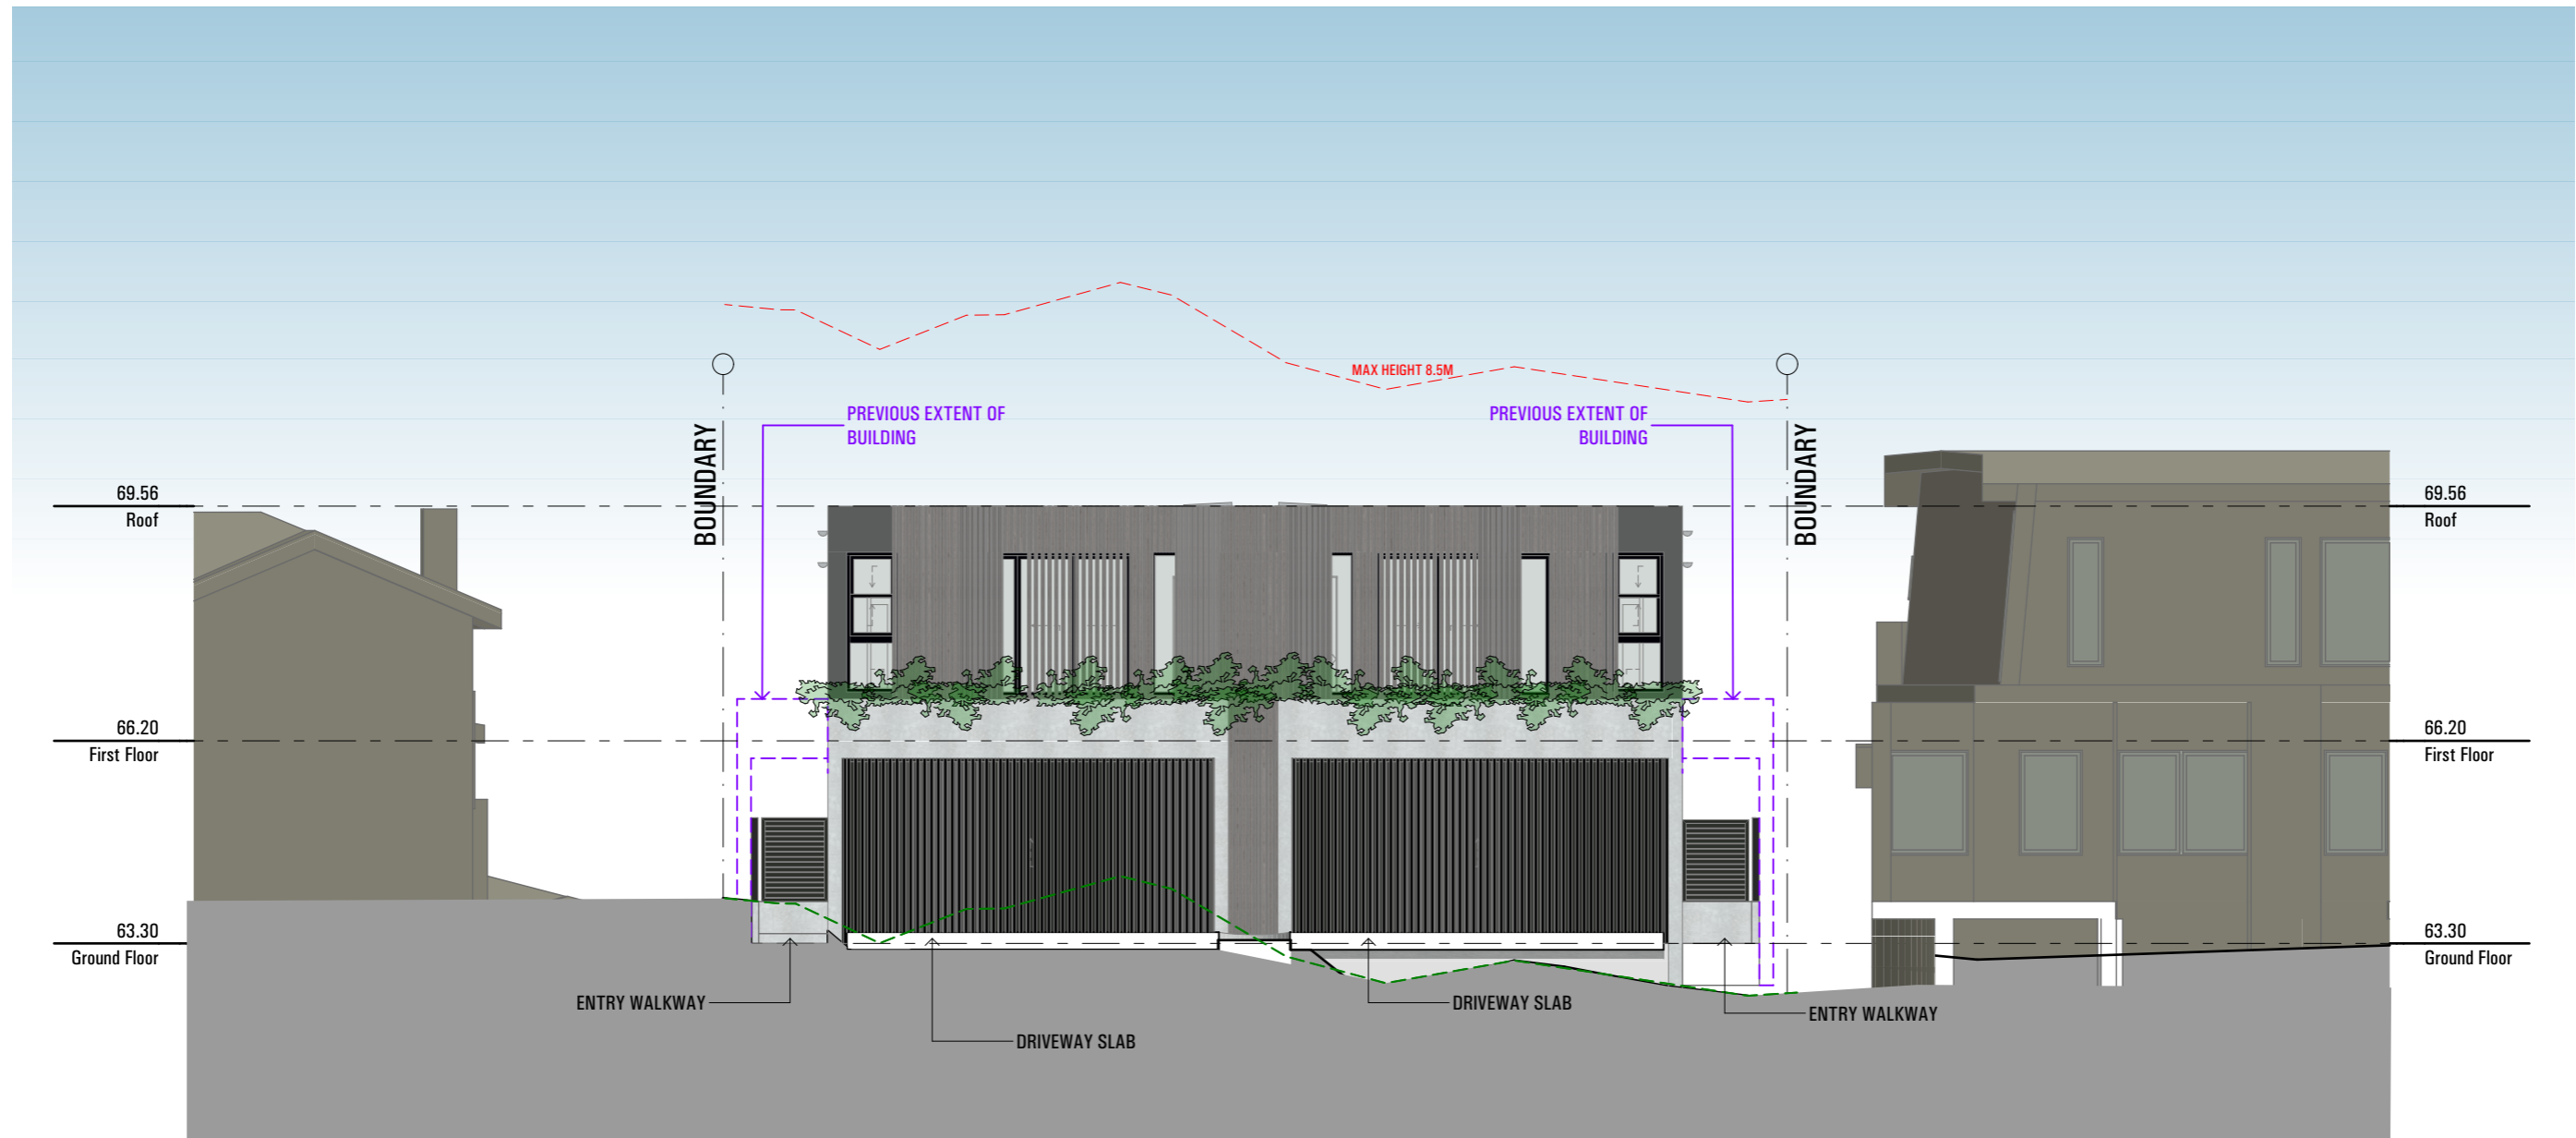 MAX HEIGHT 8.5M
PREVIOUS EXTENT OF
BUILDING
PREVIOUS EXTENT OF
BUILDING
BOUNDARY
BOUNDARY
69.56
Roof
69.56
Roof
66.20
First Floor
66.20
First Floor
63.30
Ground Floor
63.30
Ground Floor
ENTRY WALKWAY
DRIVEWAY SLAB
DRIVEWAY SLAB
ENTRY WALKWAY